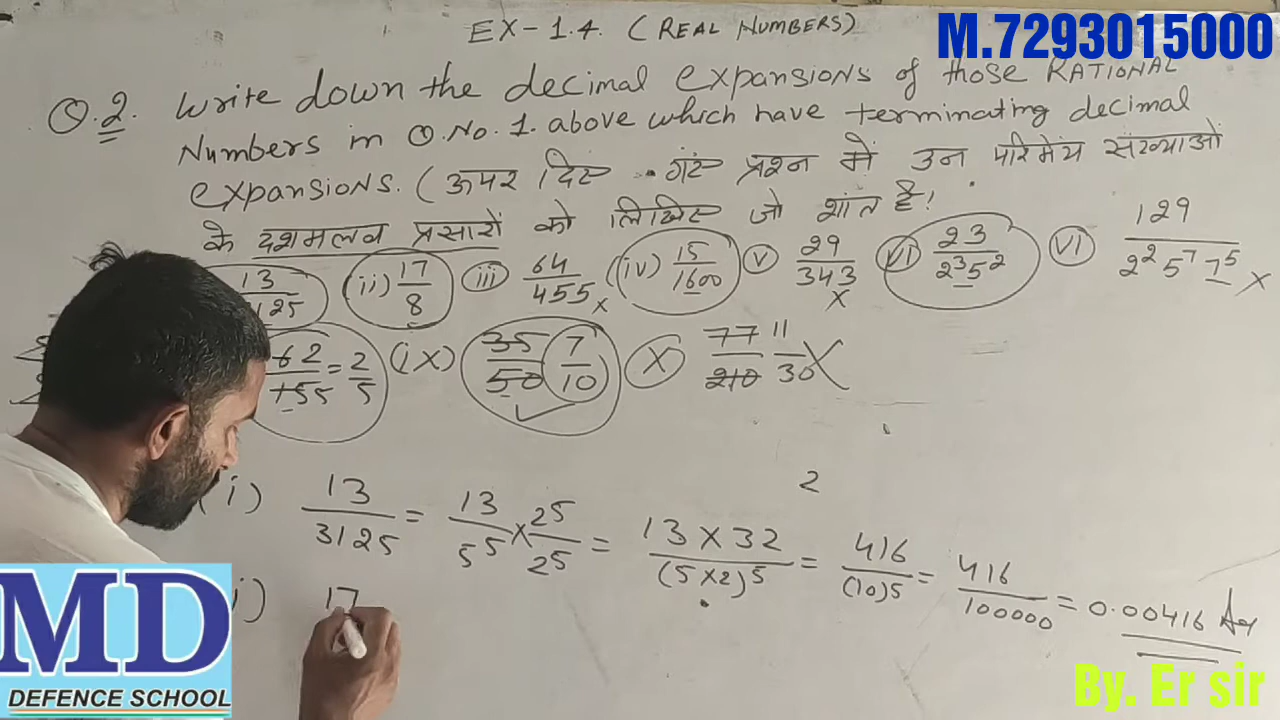 EX-1.4. (REAL NUMBERS)
M.7293015000
Q.2. Write down the decimal expansions of those RATIONAL
Numbers in Q.No.1. above which have terminating decimal
expansions. (ऊपर दिए गए प्रश्न में उन परिमेय संख्याओं
के दशमलव प्रसारों को लिखिए जो शांत है!
13/3125 (ii) 17/8 (iii) 64/455 x (iv) 15/1600 (v) 29/343 x (vi) 23/2³5² (vi) 129/2²5⁷7⁵ x
62/155 = 2/5 (ix) 35/50 7/10 (x) 77/210 11/30 X
2
(i) 13/3125 = 13/5⁵ × 2⁵/2⁵ = 13 × 32/(5×2)⁵ = 416/(10)⁵ = 416/100000 = 0.00416 Ans
i) 17
MD
DEFENCE SCHOOL
By. Er sir